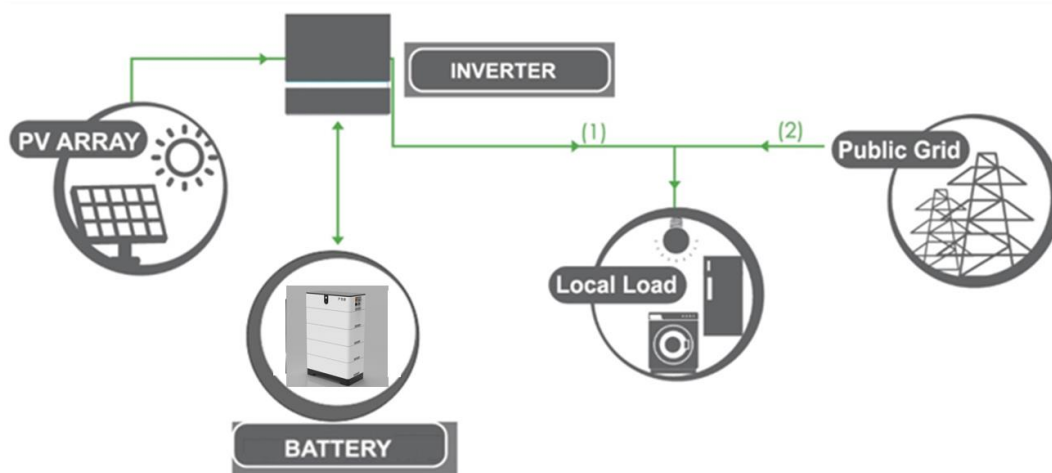 INVERTER
PV ARRAY
(1)
(2)
Public Grid
Local Load
BATTERY